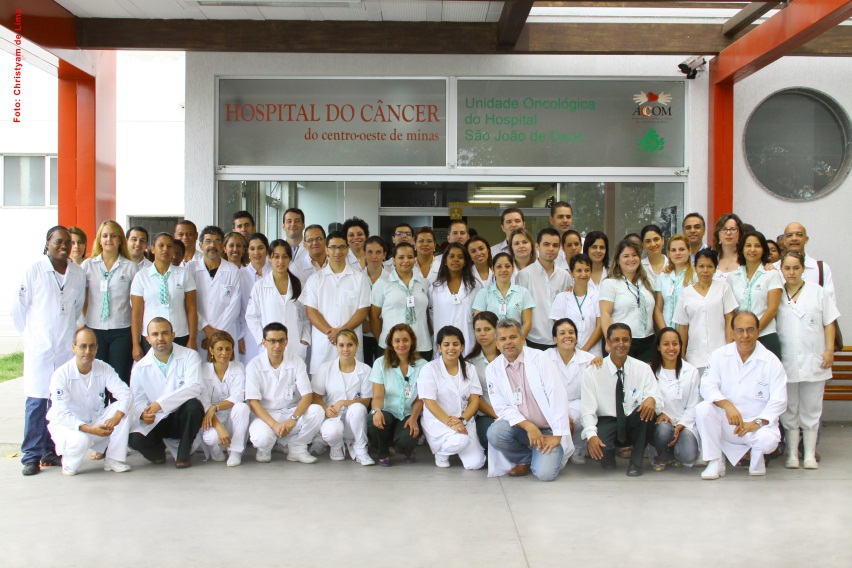 Foto: Christyam de Lima
HOSPITAL DO CÂNCER
do centro-oeste de minas
Unidade Oncológica
do Hospital
São João de Deus
ACCOM